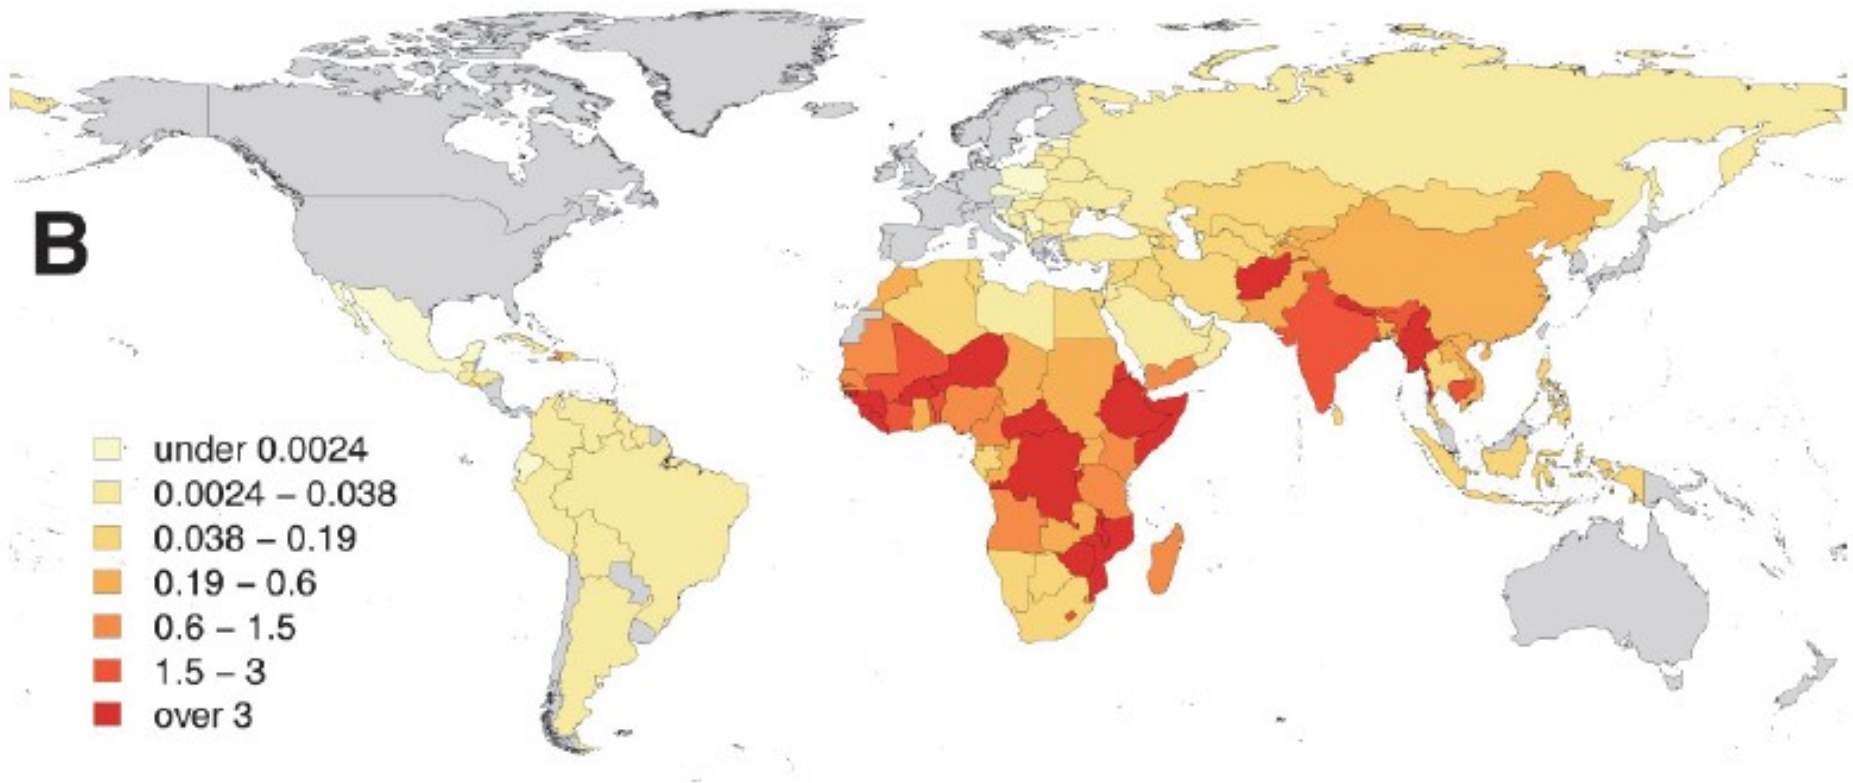 B
under 0.0024
0.0024 – 0.038
0.038 – 0.19
0.19 – 0.6
0.6 – 1.5
1.5 – 3
over 3